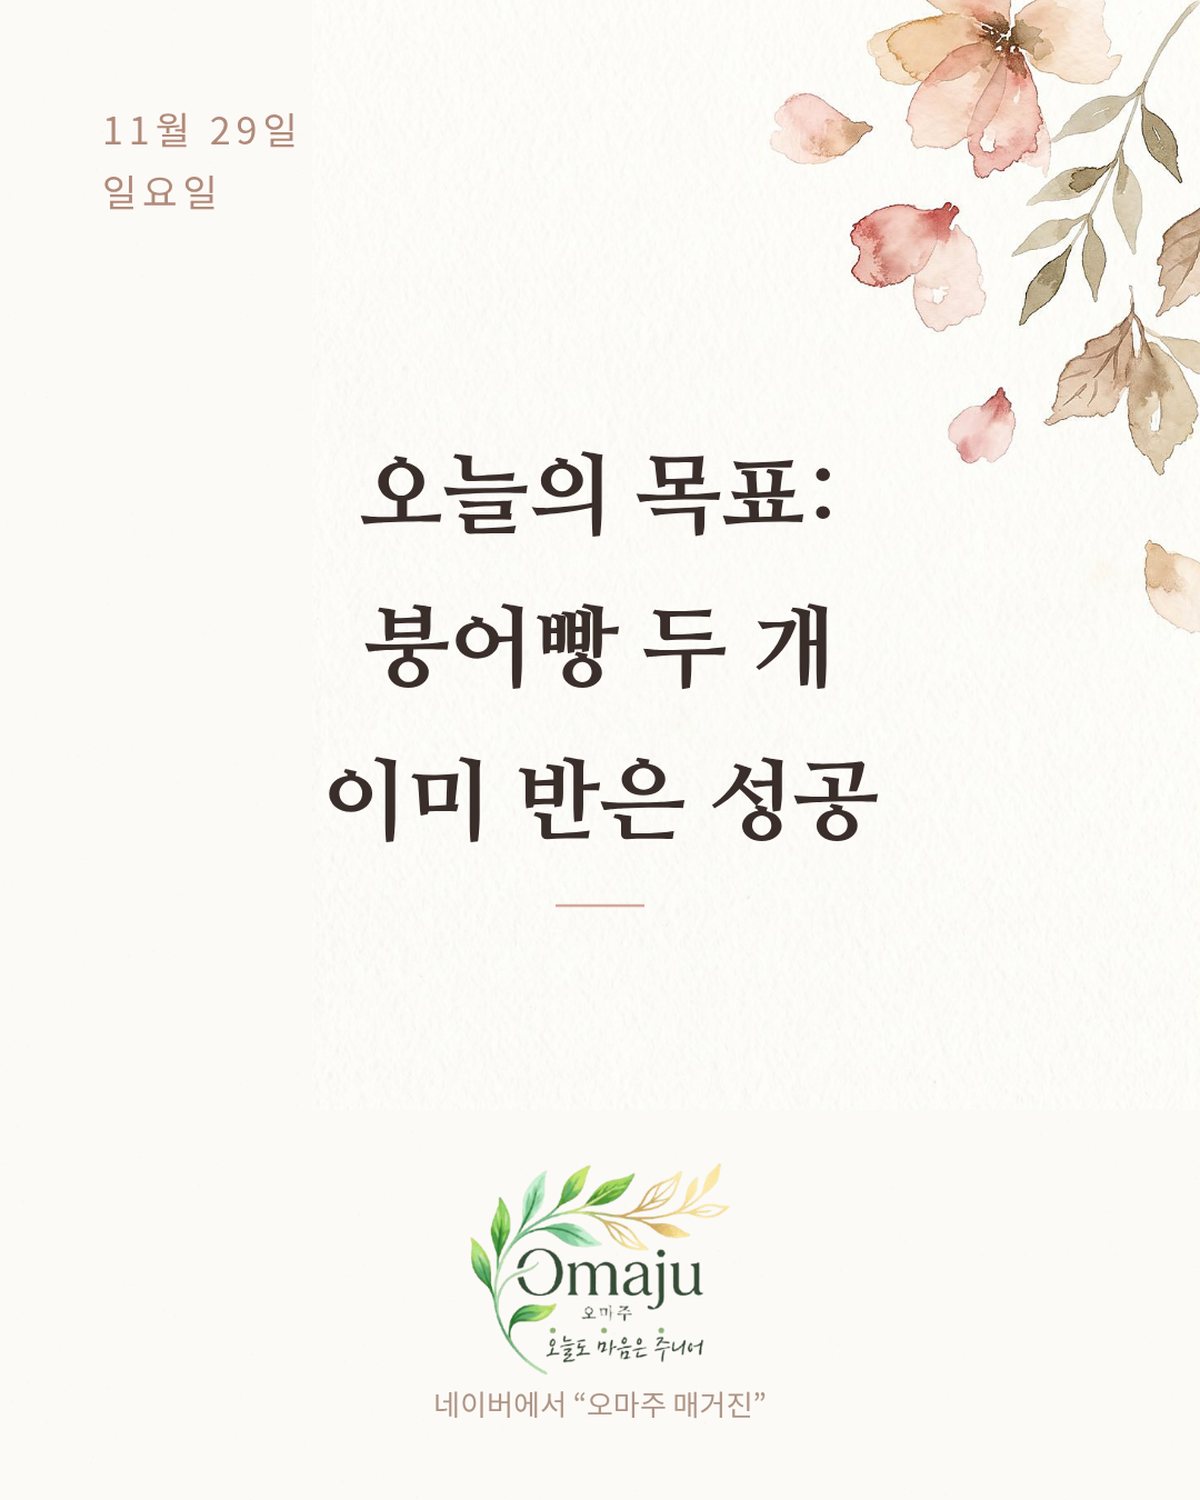 11월 29일
일요일
오늘의 목표:
붕어빵 두 개
이미 반은 성공
Omaju
오마주
오늘도 마음은 주니어
네이버에서 “오마주 매거진”